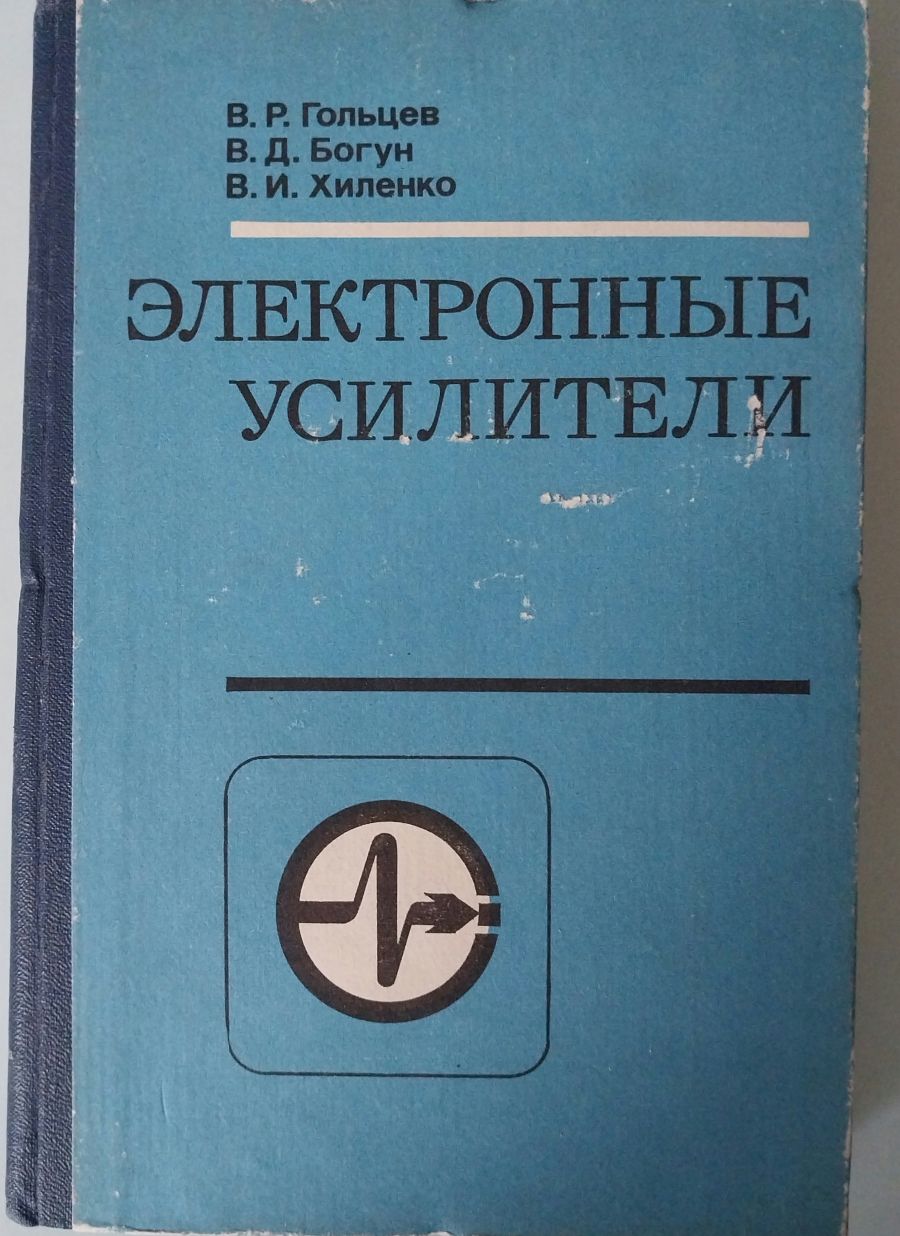 В. Р. Гольцев
В. Д. Богун
В. И. Хиленко
ЭЛЕКТРОННЫЕ
УСИЛИТЕЛИ